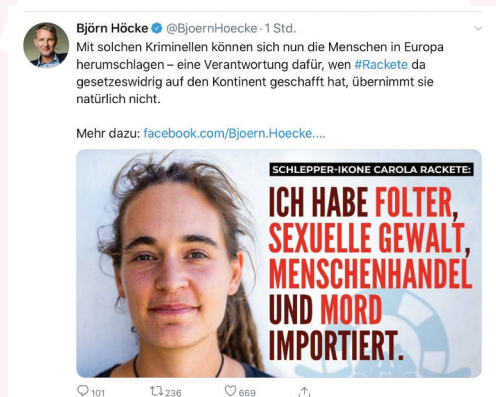 Björn Höcke @BjoernHoecke · 1 Std.
Mit solchen Kriminellen können sich nun die Menschen in Europa
herumschlagen – eine Verantwortung dafür, wen #Rackete da
gesetzeswidrig auf den Kontinent geschafft hat, übernimmt sie
natürlich nicht.
Mehr dazu: facebook.com/Bjoern.Hoecke....
SCHLEPPER-IKONE CAROLA RACKETE:
ICH HABE FOLTER,
SEXUELLE GEWALT,
MENSCHENHANDEL
UND MORD
IMPORTIERT.
101 236 669